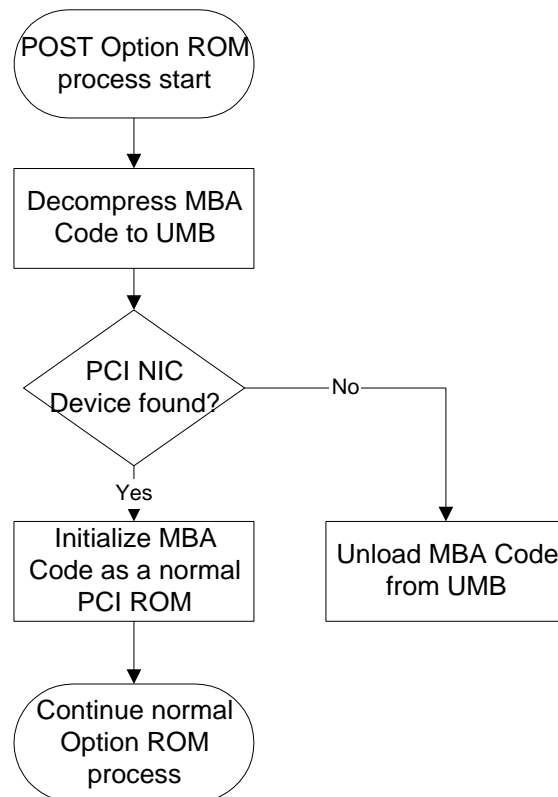 POST Option ROM
process start
Decompress MBA
Code to UMB
PCI NIC
Device found?
No
Yes
Initialize MBA
Code as a normal
PCI ROM
Unload MBA Code
from UMB
Continue normal
Option ROM
process